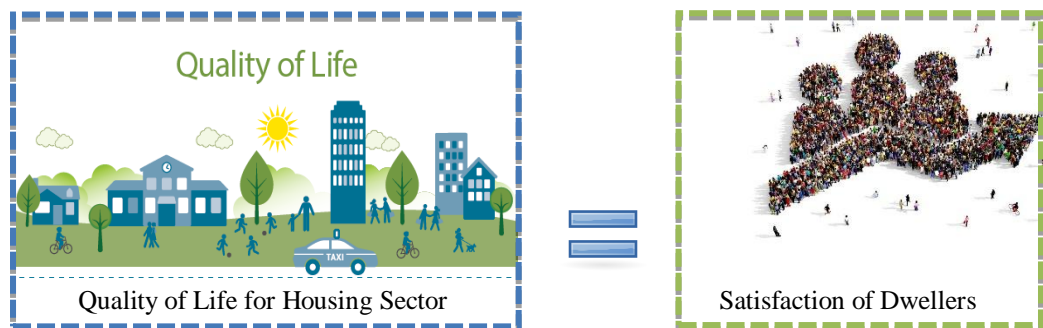 Quality of Life
TAXI
Quality of Life for Housing Sector
Satisfaction of Dwellers